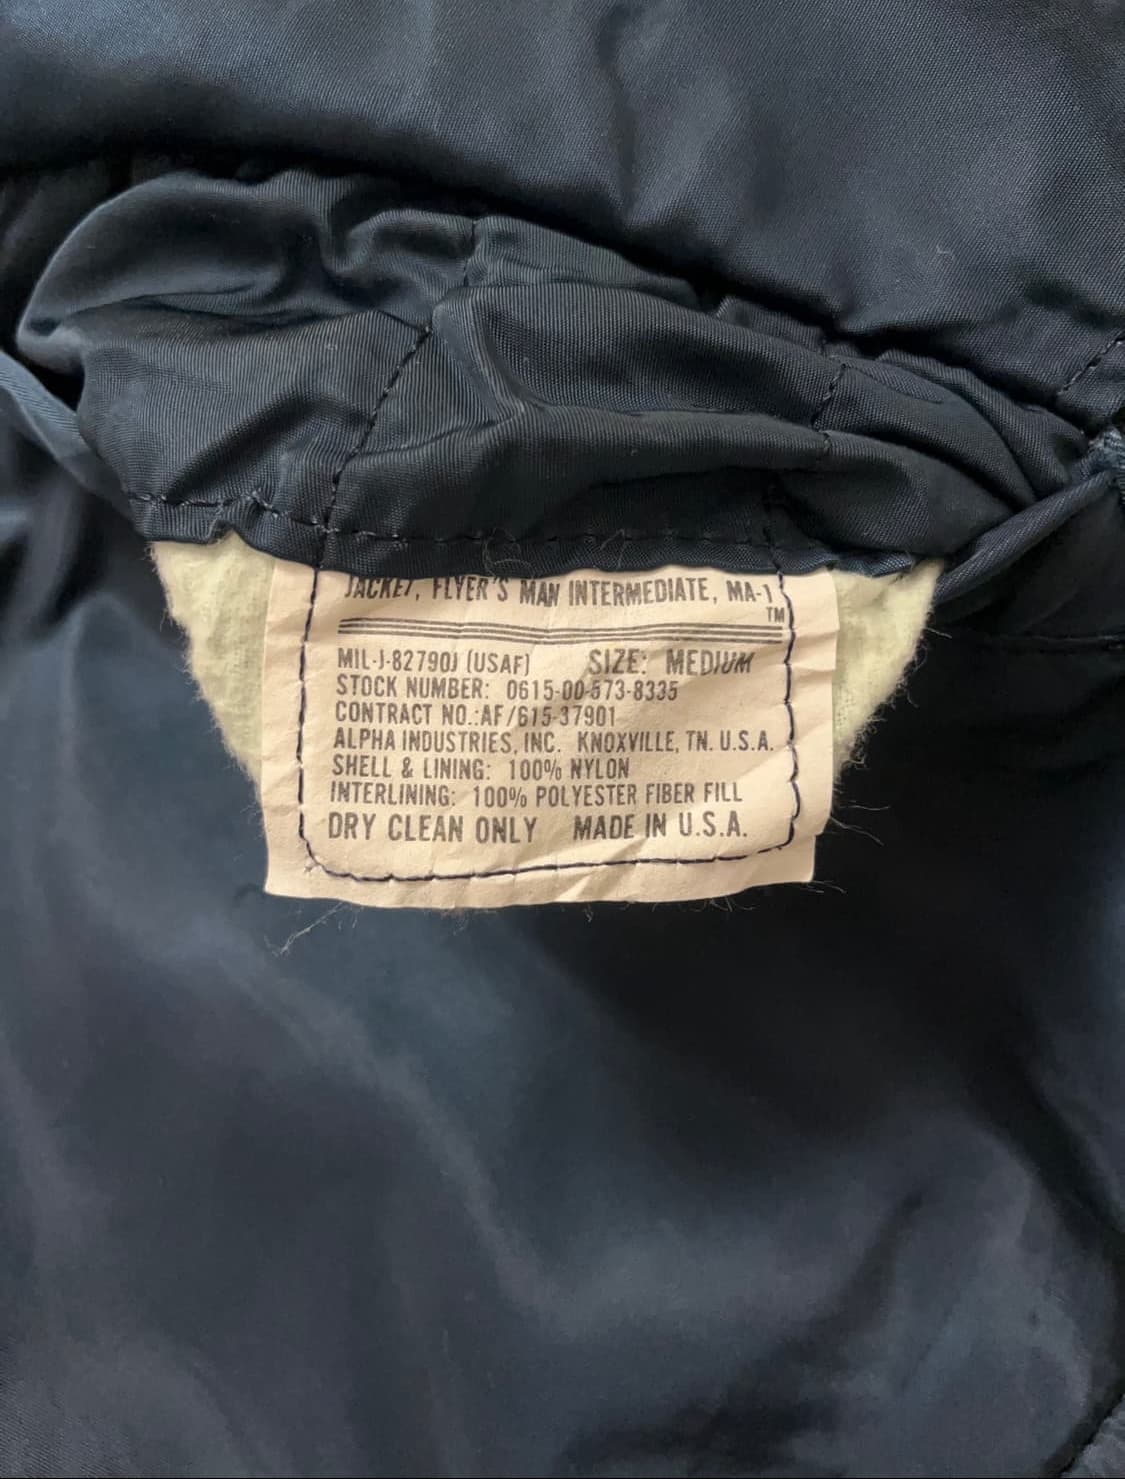 JACKET, FLYER'S MAN INTERMEDIATE, MA-1
TM
MIL-J-82790J (USAF) SIZE: MEDIUM
STOCK NUMBER: 0615-00-573-8335
CONTRACT NO.:AF/615-37901
ALPHA INDUSTRIES, INC. KNOXVILLE, TN. U.S.A.
SHELL & LINING: 100% NYLON
INTERLINING: 100% POLYESTER FIBER FILL
DRY CLEAN ONLY MADE IN U.S.A.